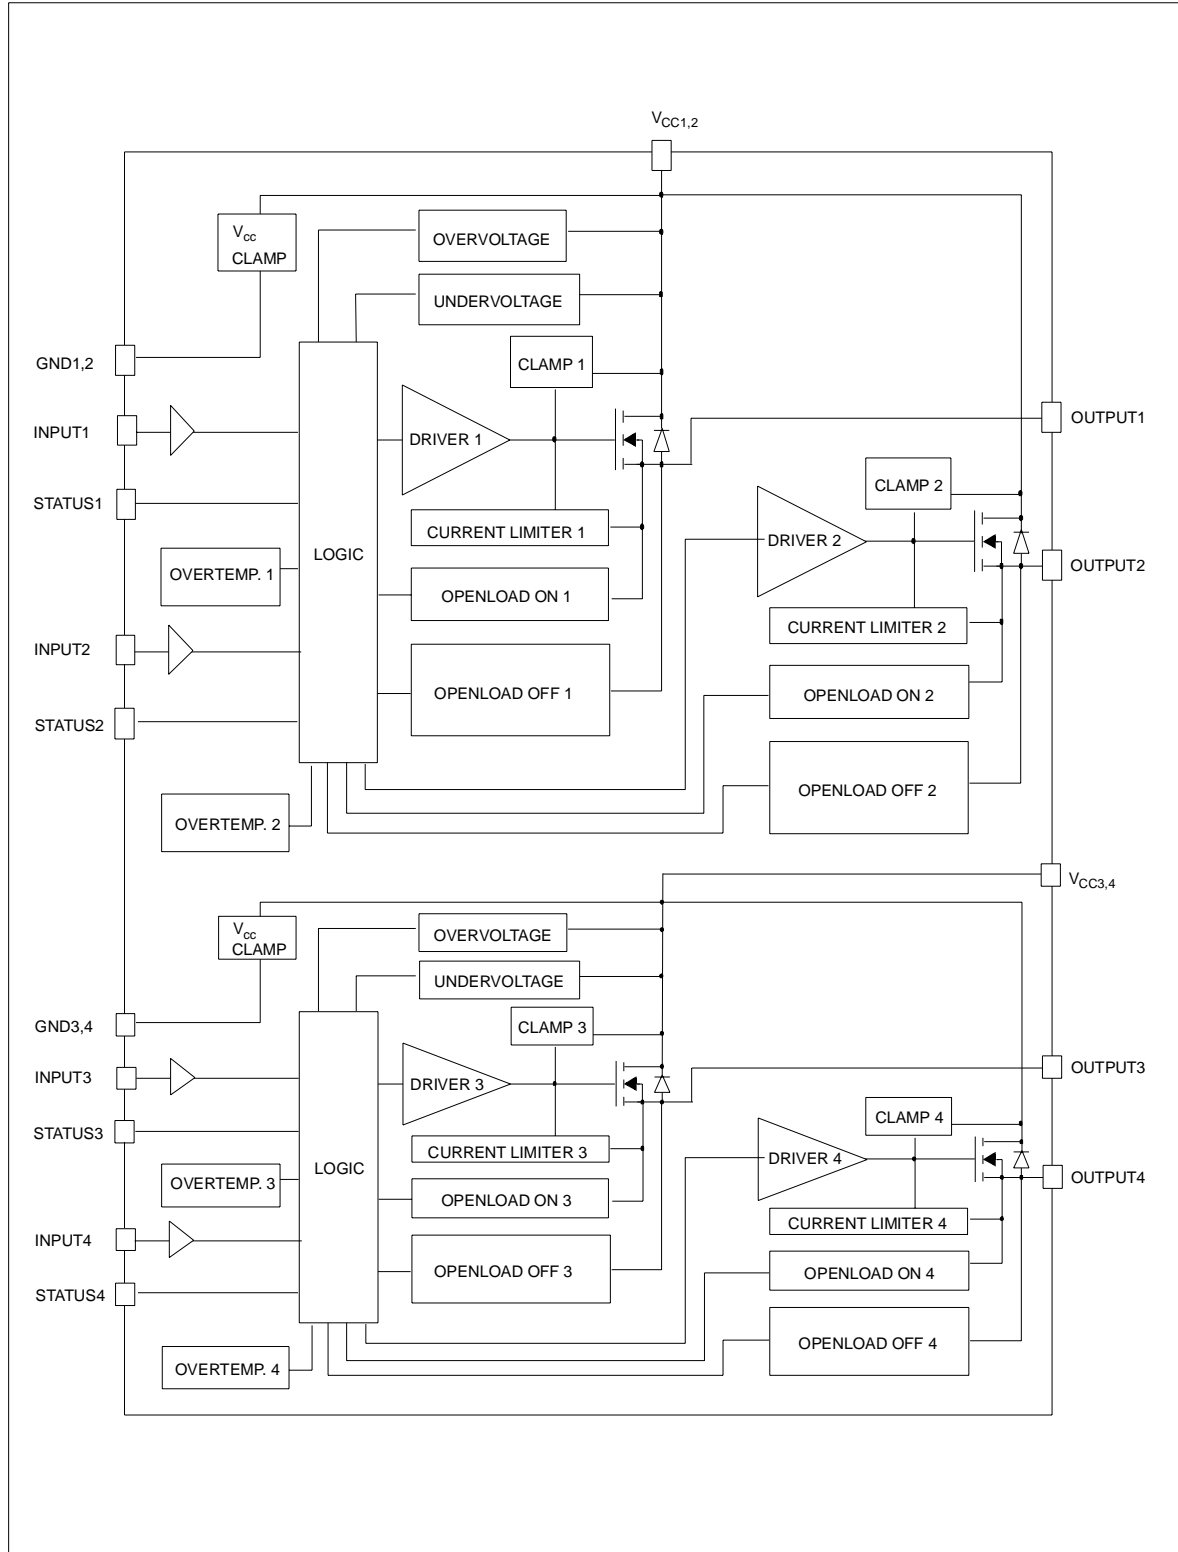 VCC1,2
Vcc
CLAMP
OVERVOLTAGE
UNDERVOLTAGE
GND1,2
CLAMP 1
INPUT1
DRIVER 1
OUTPUT1
STATUS1
CURRENT LIMITER 1
CLAMP 2
LOGIC
DRIVER 2
OUTPUT2
OVERTEMP. 1
OPENLOAD ON 1
CURRENT LIMITER 2
INPUT2
OPENLOAD OFF 1
OPENLOAD ON 2
STATUS2
OPENLOAD OFF 2
OVERTEMP. 2
VCC3,4
Vcc
CLAMP
OVERVOLTAGE
UNDERVOLTAGE
GND3,4
CLAMP 3
INPUT3
DRIVER 3
OUTPUT3
STATUS3
CURRENT LIMITER 3
CLAMP 4
LOGIC
DRIVER 4
OUTPUT4
OVERTEMP. 3
OPENLOAD ON 3
CURRENT LIMITER 4
INPUT4
OPENLOAD OFF 3
OPENLOAD ON 4
STATUS4
OPENLOAD OFF 4
OVERTEMP. 4